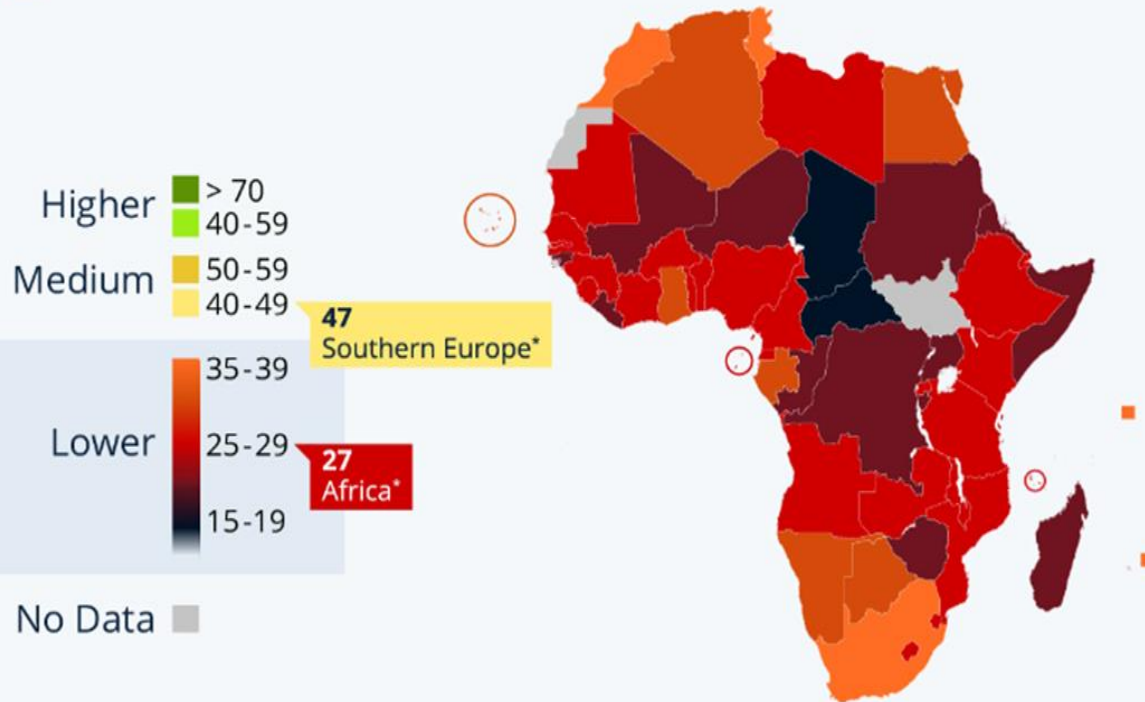 Higher
> 70
40-59
Medium
50-59
40-49
47
Southern Europe*
Lower
35-39
25-29
15-19
27
Africa*
No Data